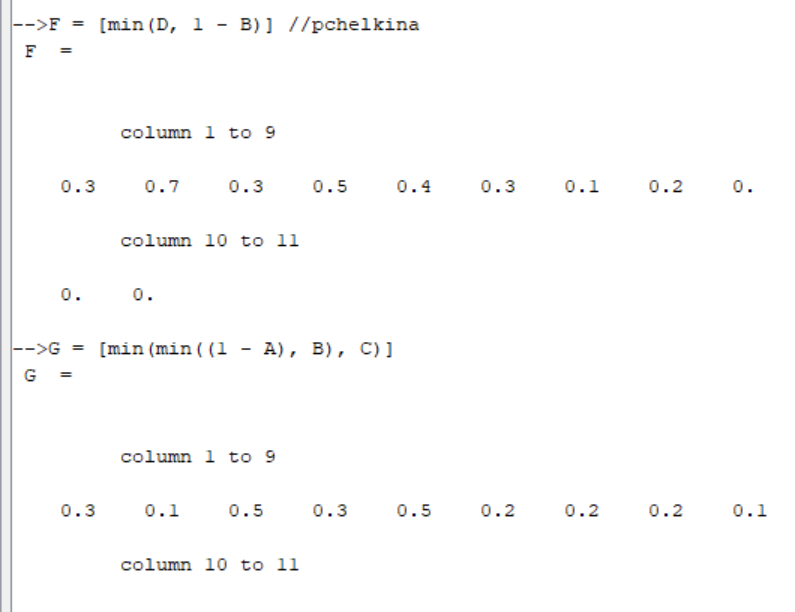 -->F = [min(D, 1 - B)] //pchelkina
F =
column 1 to 9
0.3 0.7 0.3 0.5 0.4 0.3 0.1 0.2 0.
column 10 to 11
0. 0.
-->G = [min(min((1 - A), B), C)]
G =
column 1 to 9
0.3 0.1 0.5 0.3 0.5 0.2 0.2 0.2 0.1
column 10 to 11